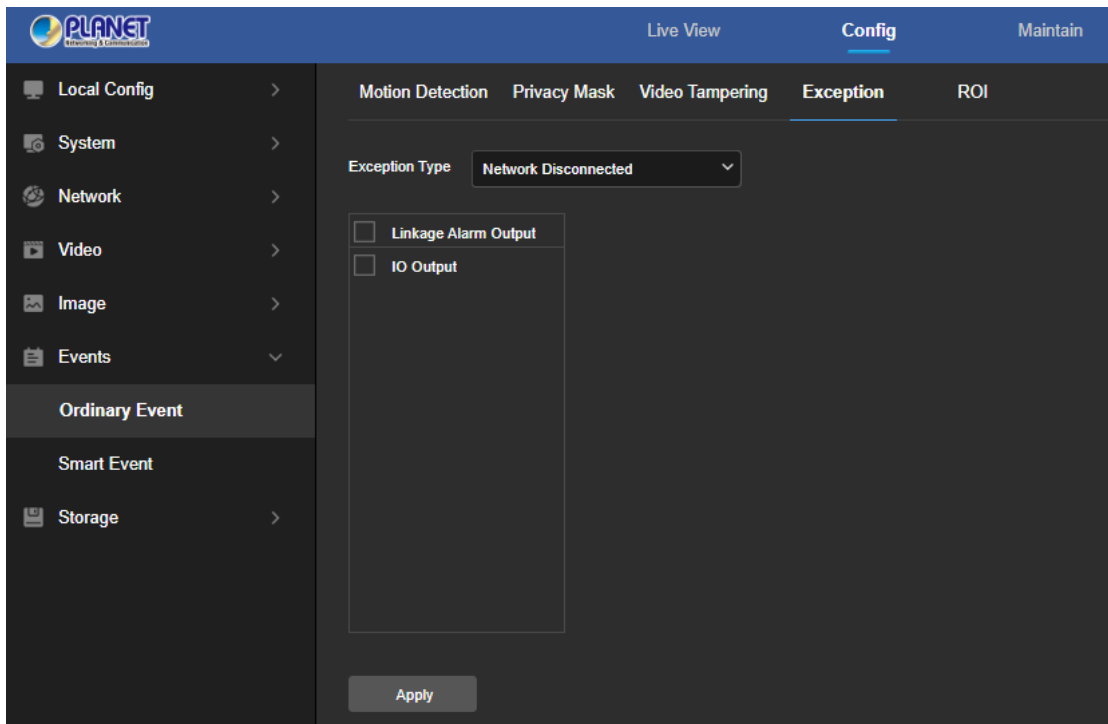 PLANET
Networking & Communication
Live View
Config
Maintain
Local Config
System
Network
Video
Image
Events
Ordinary Event
Smart Event
Storage
Motion Detection
Privacy Mask
Video Tampering
Exception
ROI
Exception Type
Network Disconnected
Linkage Alarm Output
IO Output
Apply